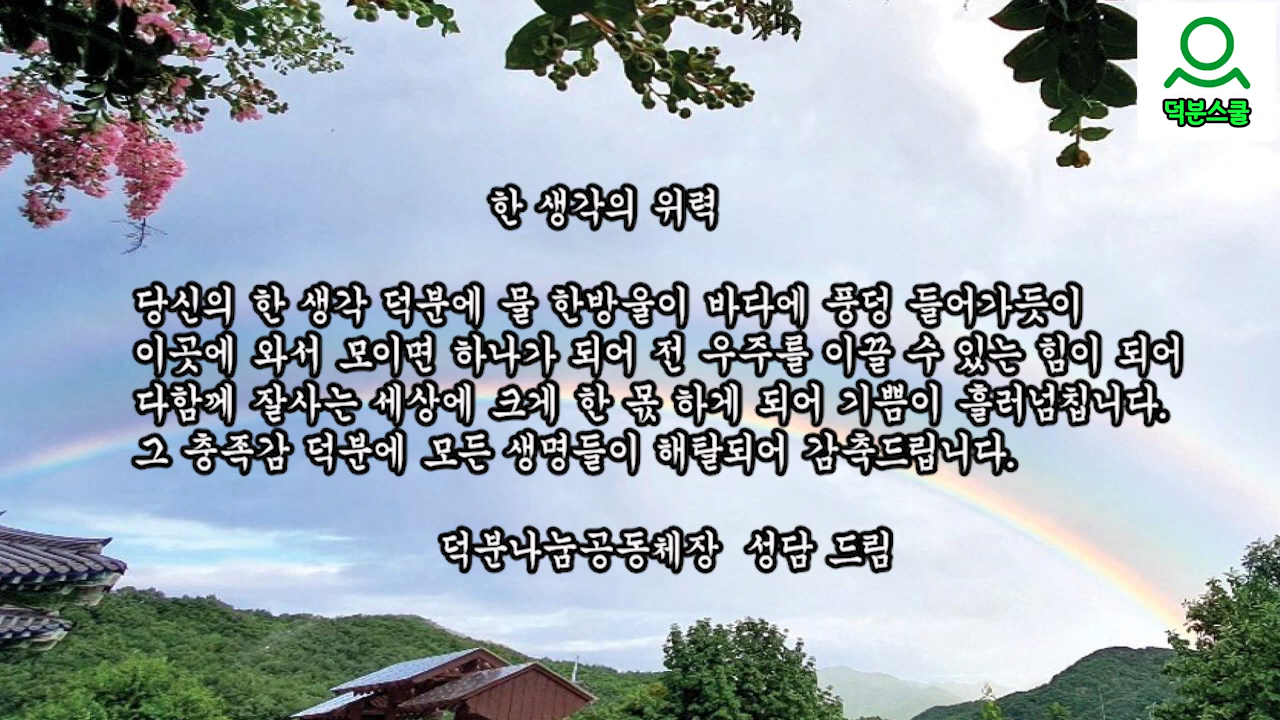 덕분스쿨
한 생각의 위력
당신의 한 생각 덕분에 물 한방울이 바다에 풍덩 들어가듯이
이곳에 와서 모이면 하나가 되어 전 우주를 이끌 수 있는 힘이 되어
다함께 잘사는 세상에 크게 한 몫 하게 되어 기쁨이 흘러넘칩니다.
그 충족감 덕분에 모든 생명들이 해탈되어 감축드립니다.
덕분나눔공동체장 성담 드림